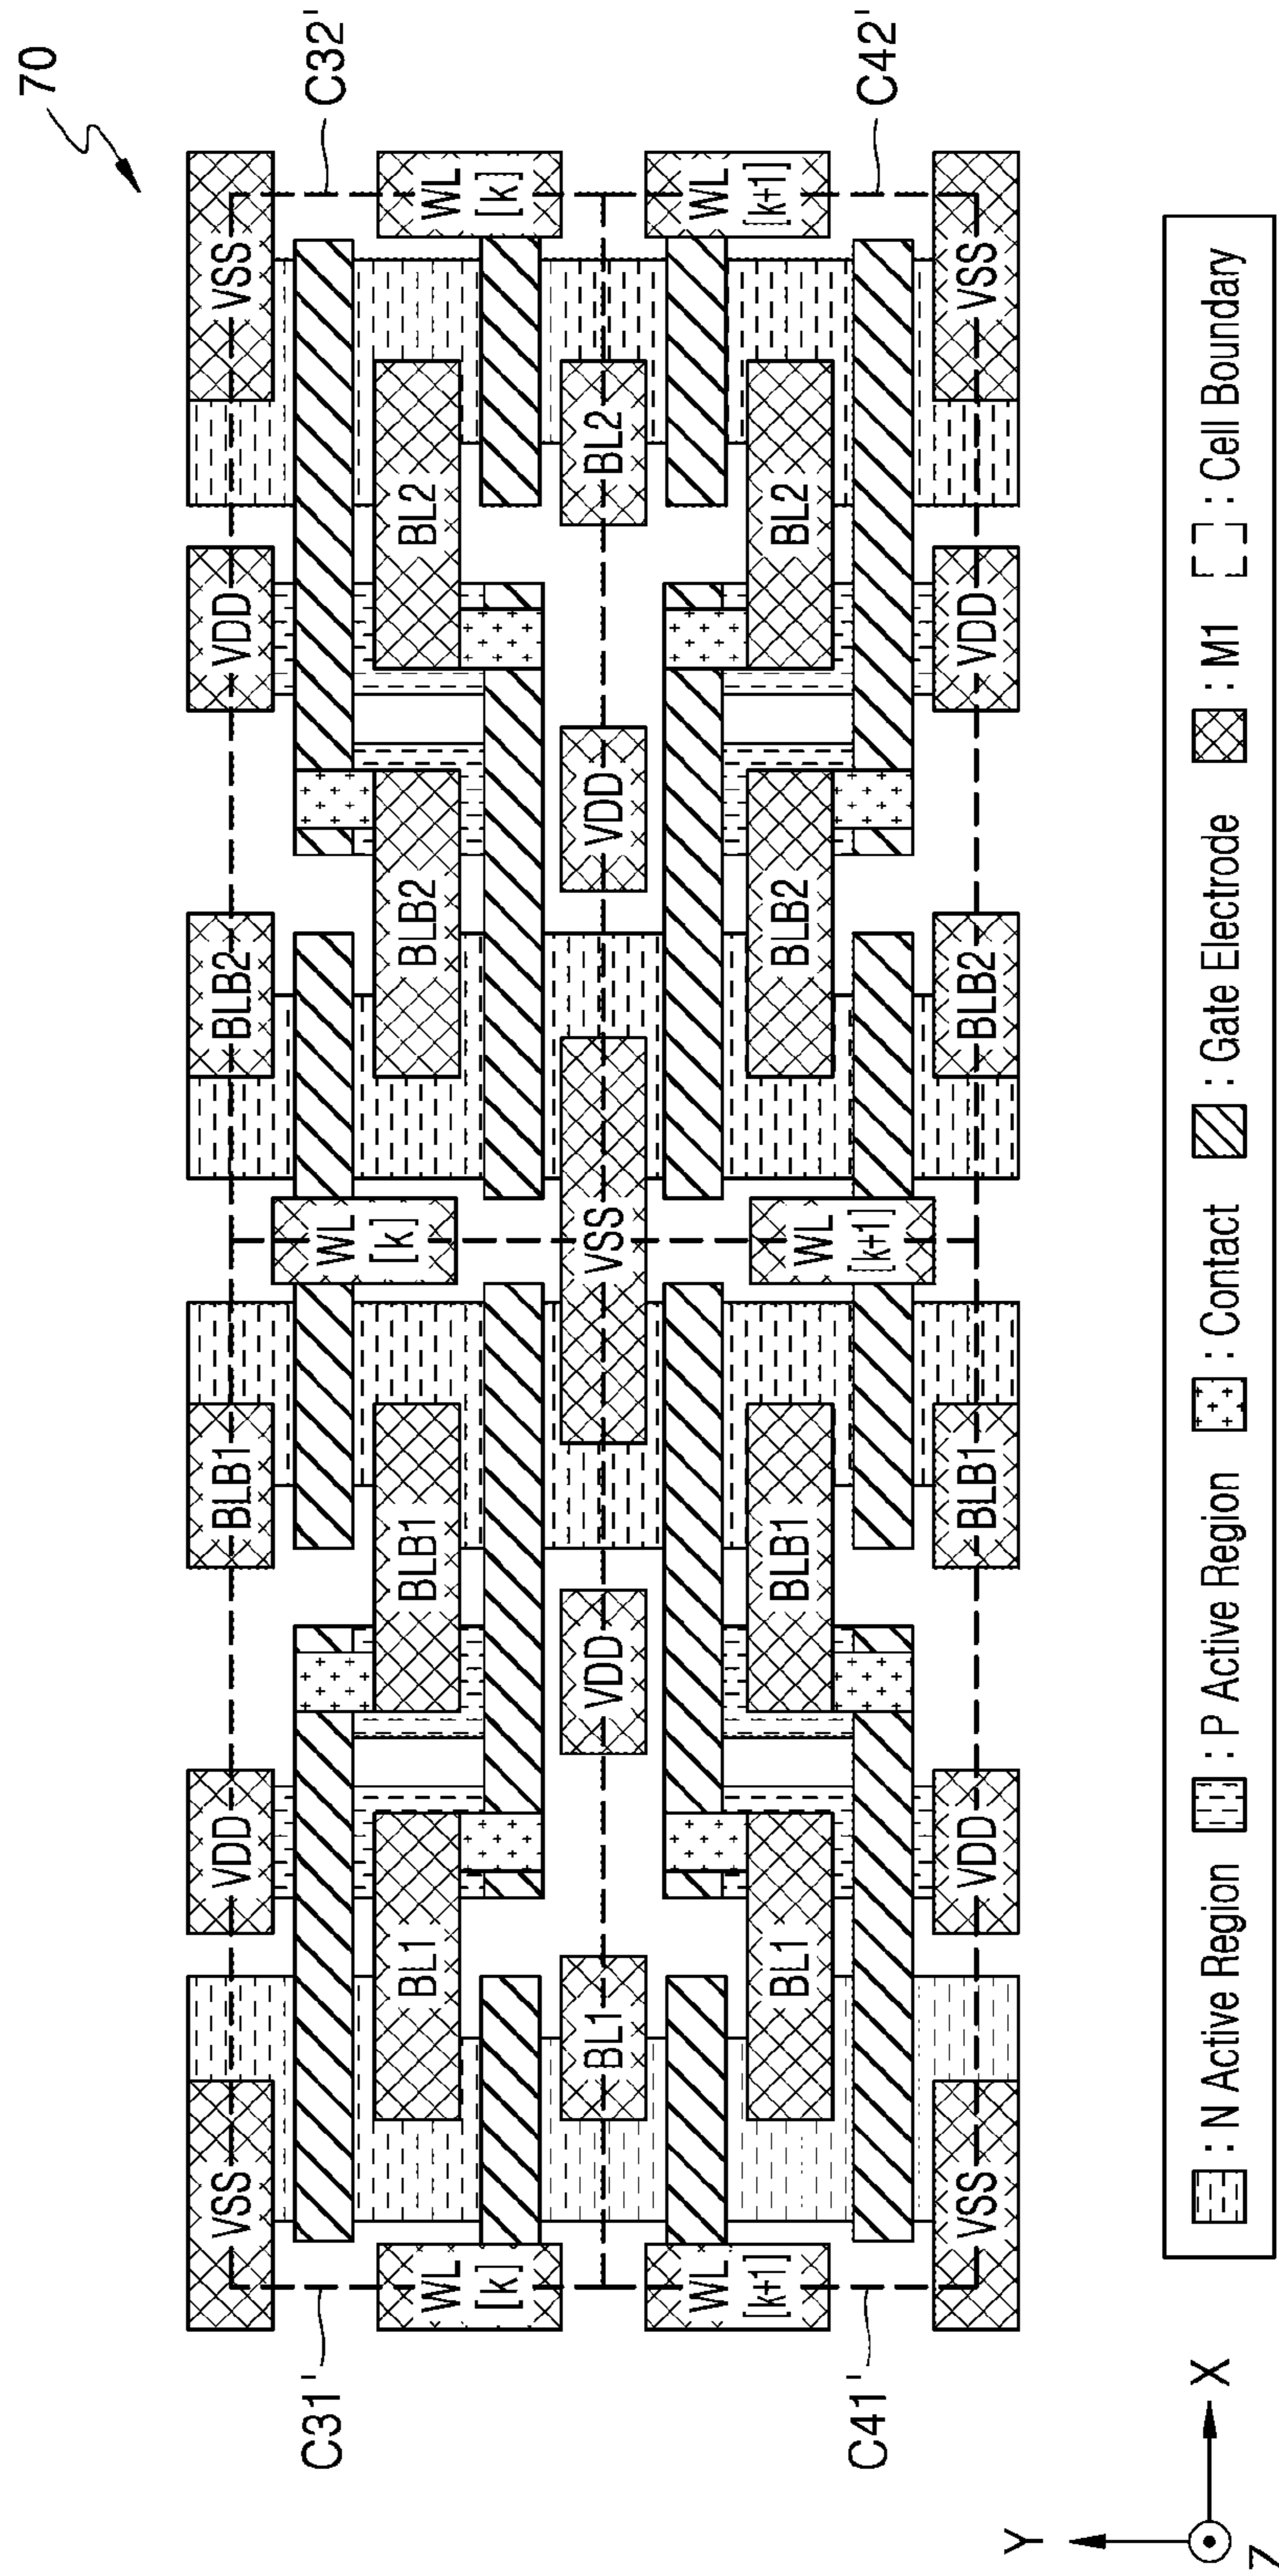 70
VSS VDD BLB1 BLB2 VDD VSS
C31" C32'
WL
[k]
BL1 BLB1 BLB2 BL2
WL WL
[k] [k]
BL1 VDD VSS VDD BL2
WL WL
[k+1] [k+1]
BL1 BLB1 BLB2 BL2
WL
[k+1]
C41" C42'
VSS VDD BLB1 BLB2 VDD VSS
Y
X
Z
: N Active Region : P Active Region : Contact : Gate Electrode : M1 : Cell Boundary